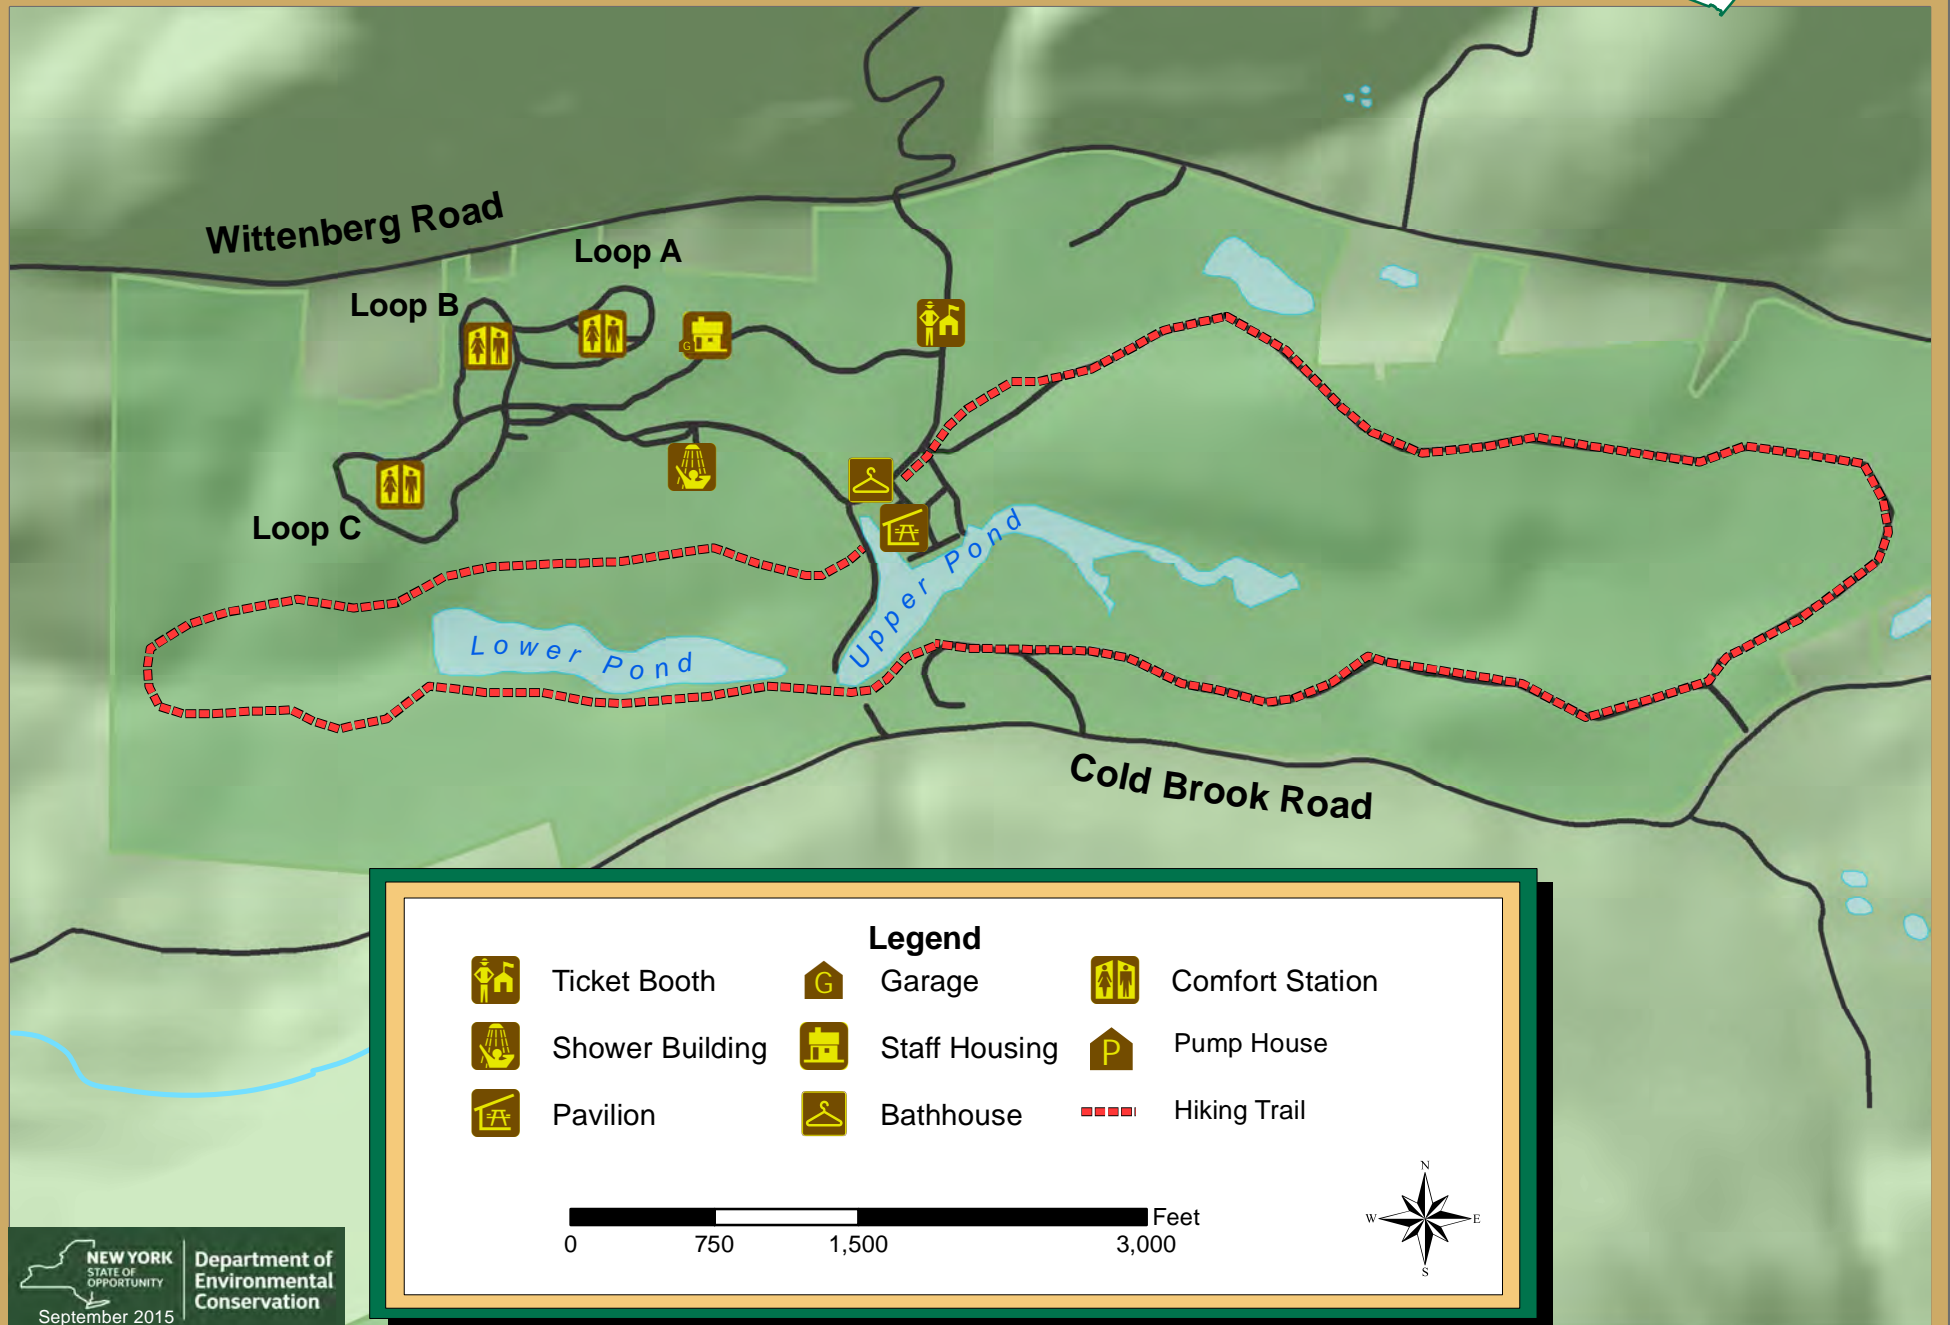 Wittenberg Road
Loop A
Loop B
G
Loop C
Upper Pond
Lower Pond
Cold Brook Road
Legend
Ticket Booth
G
Garage
Comfort Station
Shower Building
Staff Housing
P
Pump House
Pavilion
Bathhouse
Hiking Trail
N
W
E
S
Feet
0
750
1,500
3,000
NEW YORK
STATE OF
OPPORTUNITY
Department of
Environmental
Conservation
September 2015